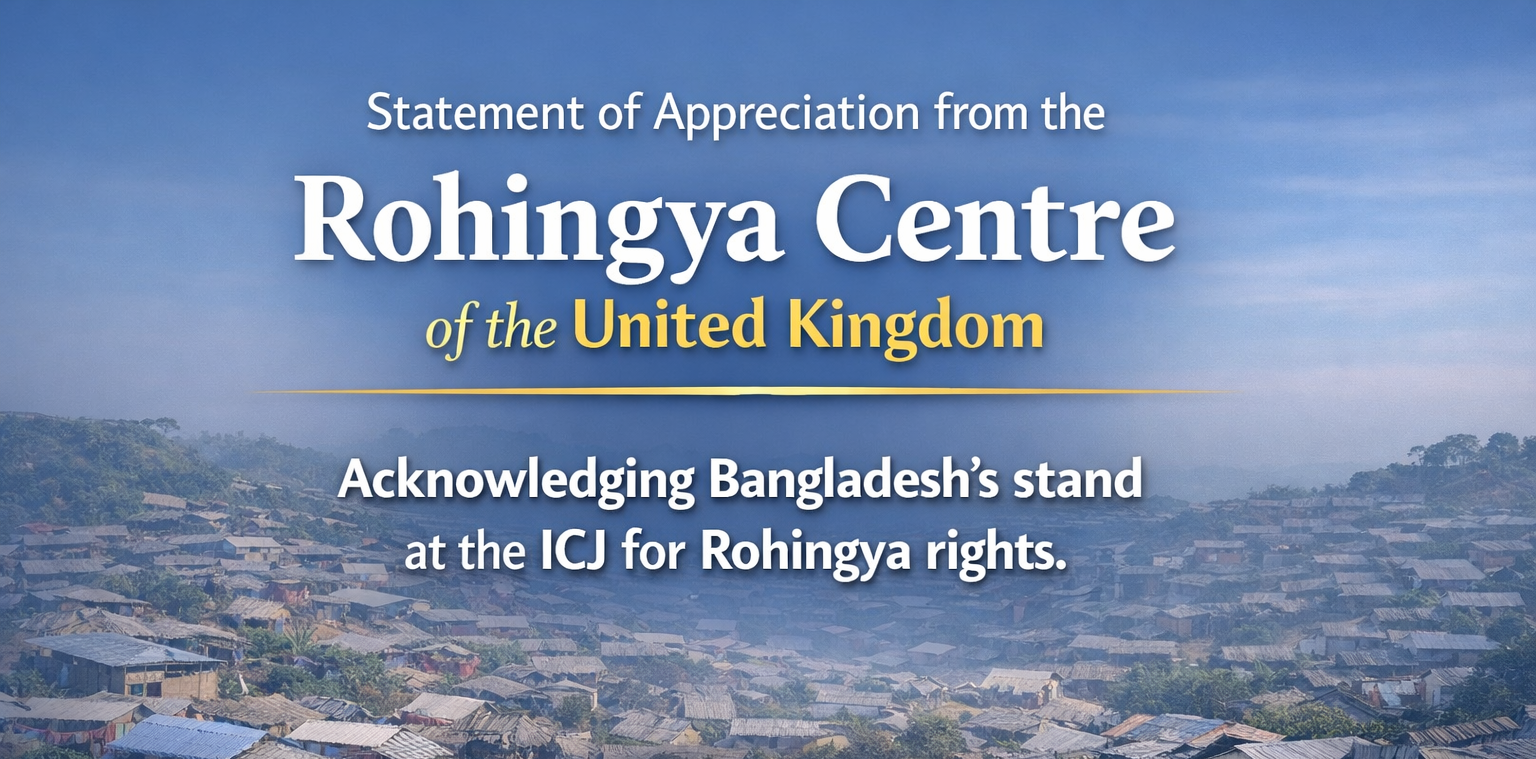 Statement of Appreciation from the
Rohingya Centre
of the United Kingdom
Acknowledging Bangladesh’s stand
at the ICJ for Rohingya rights.